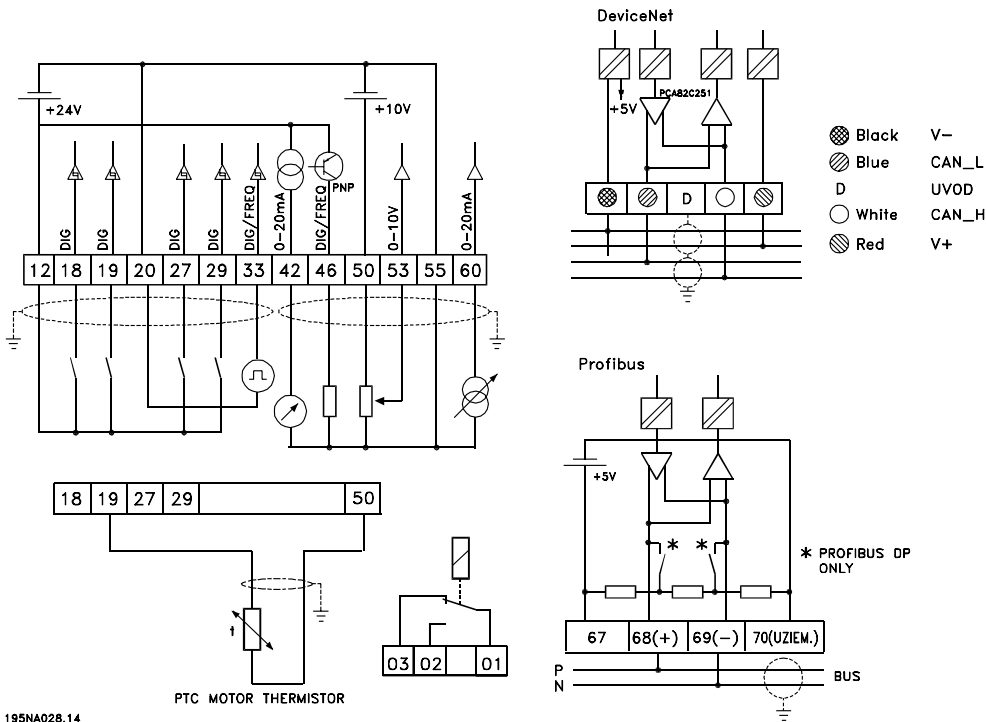 DeviceNet
PCA82C251
+5V
+24V
+10V
Black V-
Blue CAN_L
D UVOD
White CAN_H
Red V+
D
DIG
DIG
DIG
DIG
DIG/FREQ
0-20mA
DIG/FREQ
PNP
0-10V
0-20mA
12 18 19 20 27 29 33 42 46 50 53 55 60
Profibus
+5V
* *
* PROFIBUS DP
ONLY
67 68(+) 69(-) 70(UZIEM.)
P
N
BUS
18 19 27 29 50
t
PTC MOTOR THERMISTOR
03 02 01
195NA028.14